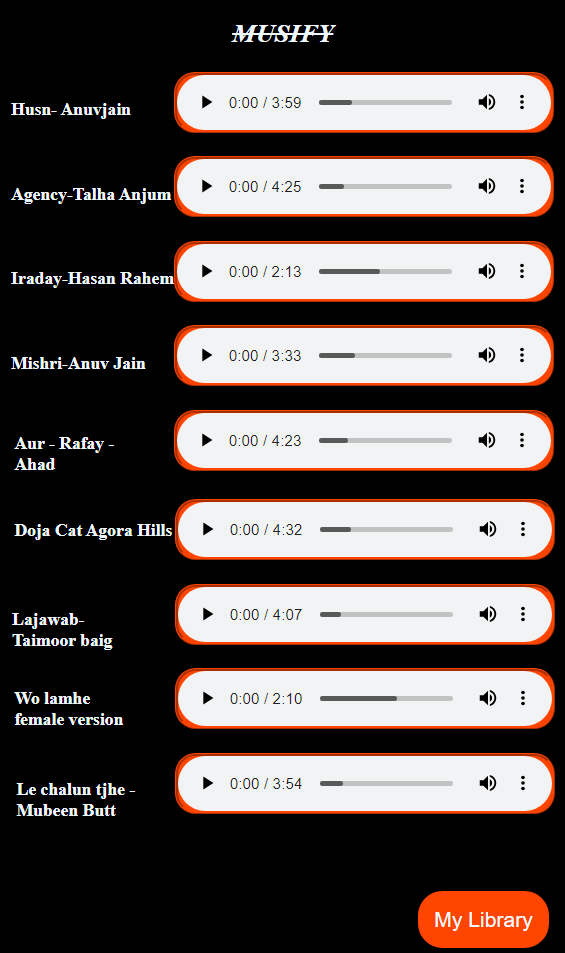 MUSIFY
Husn- Anuvjain
0:00 / 3:59
Agency-Talha Anjum
0:00 / 4:25
Iraday-Hasan Rahem
0:00 / 2:13
Mishri-Anuv Jain
0:00 / 3:33
Aur - Rafay -
Ahad
0:00 / 4:23
Doja Cat Agora Hills
0:00 / 4:32
Lajawab-
Taimoor baig
0:00 / 4:07
Wo lamhe
female version
0:00 / 2:10
Le chalun tjhe -
Mubeen Butt
0:00 / 3:54
My Library